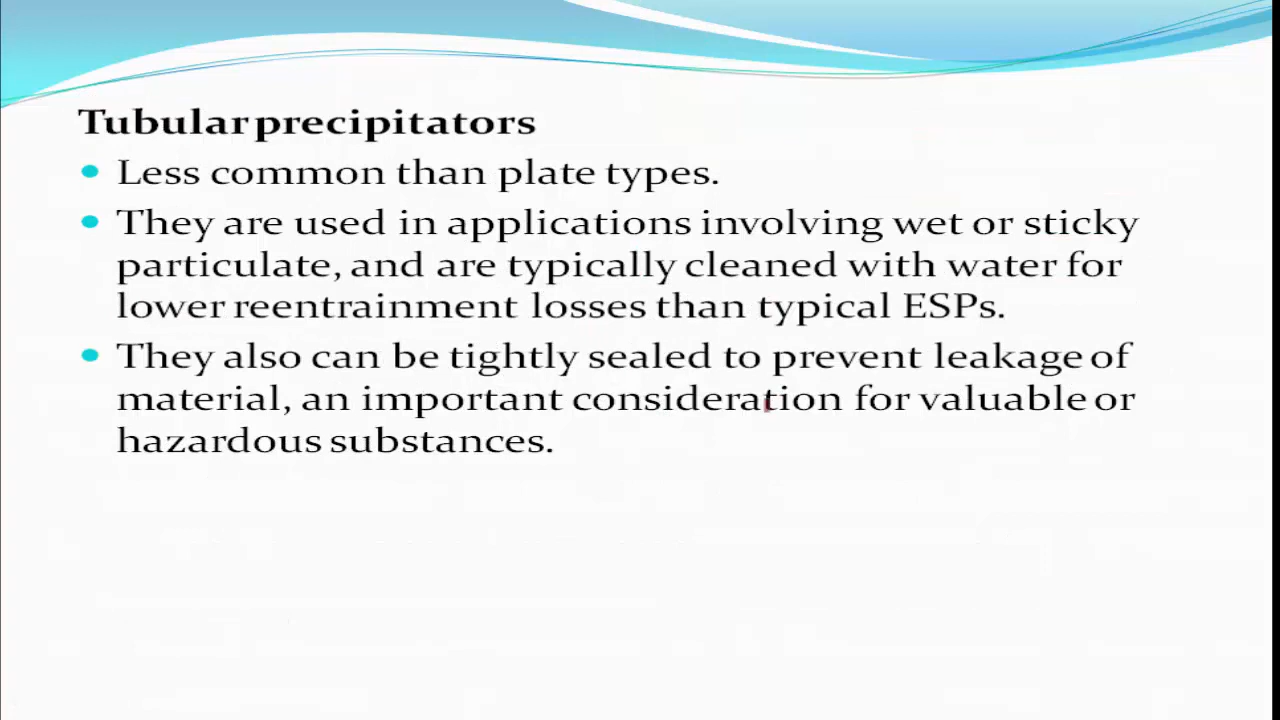 Tubular precipitators
Less common than plate types.
They are used in applications involving wet or sticky
particulate, and are typically cleaned with water for
lower reentrainment losses than typical ESPs.
They also can be tightly sealed to prevent leakage of
material, an important consideration for valuable or
hazardous substances.